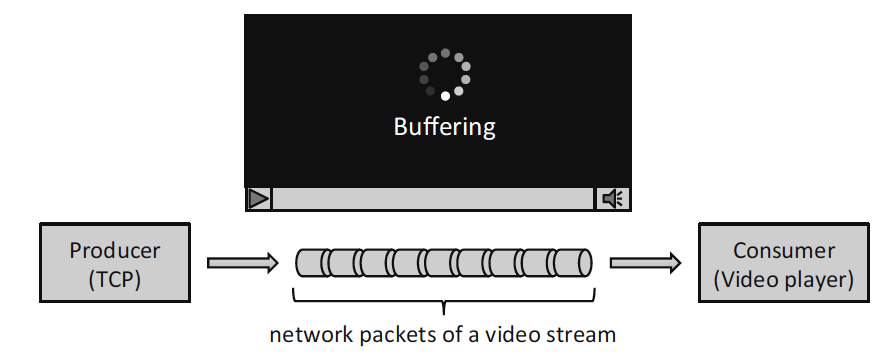 Buffering
Producer
(TCP)
Consumer
(Video player)
network packets of a video stream